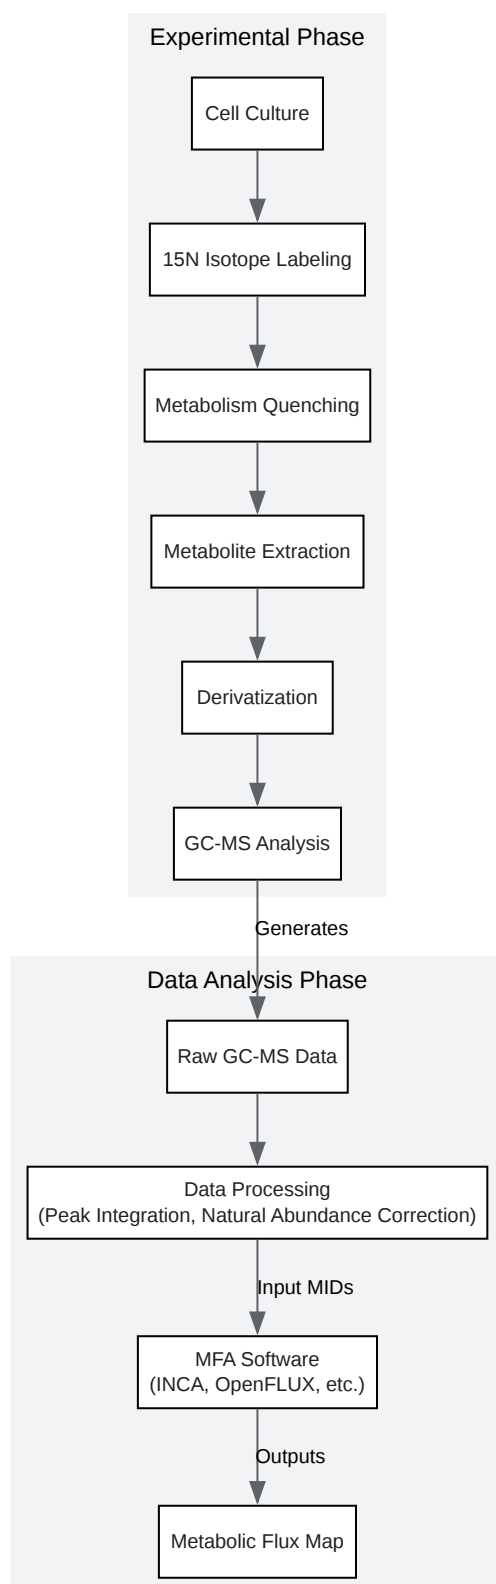 Experimental Phase
Cell Culture
15N Isotope Labeling
Metabolism Quenching
Metabolite Extraction
Derivatization
GC-MS Analysis
Generates
Data Analysis Phase
Raw GC-MS Data
Data Processing
(Peak Integration, Natural Abundance Correction)
Input MIDs
MFA Software
(INCA, OpenFLUX, etc.)
Outputs
Metabolic Flux Map